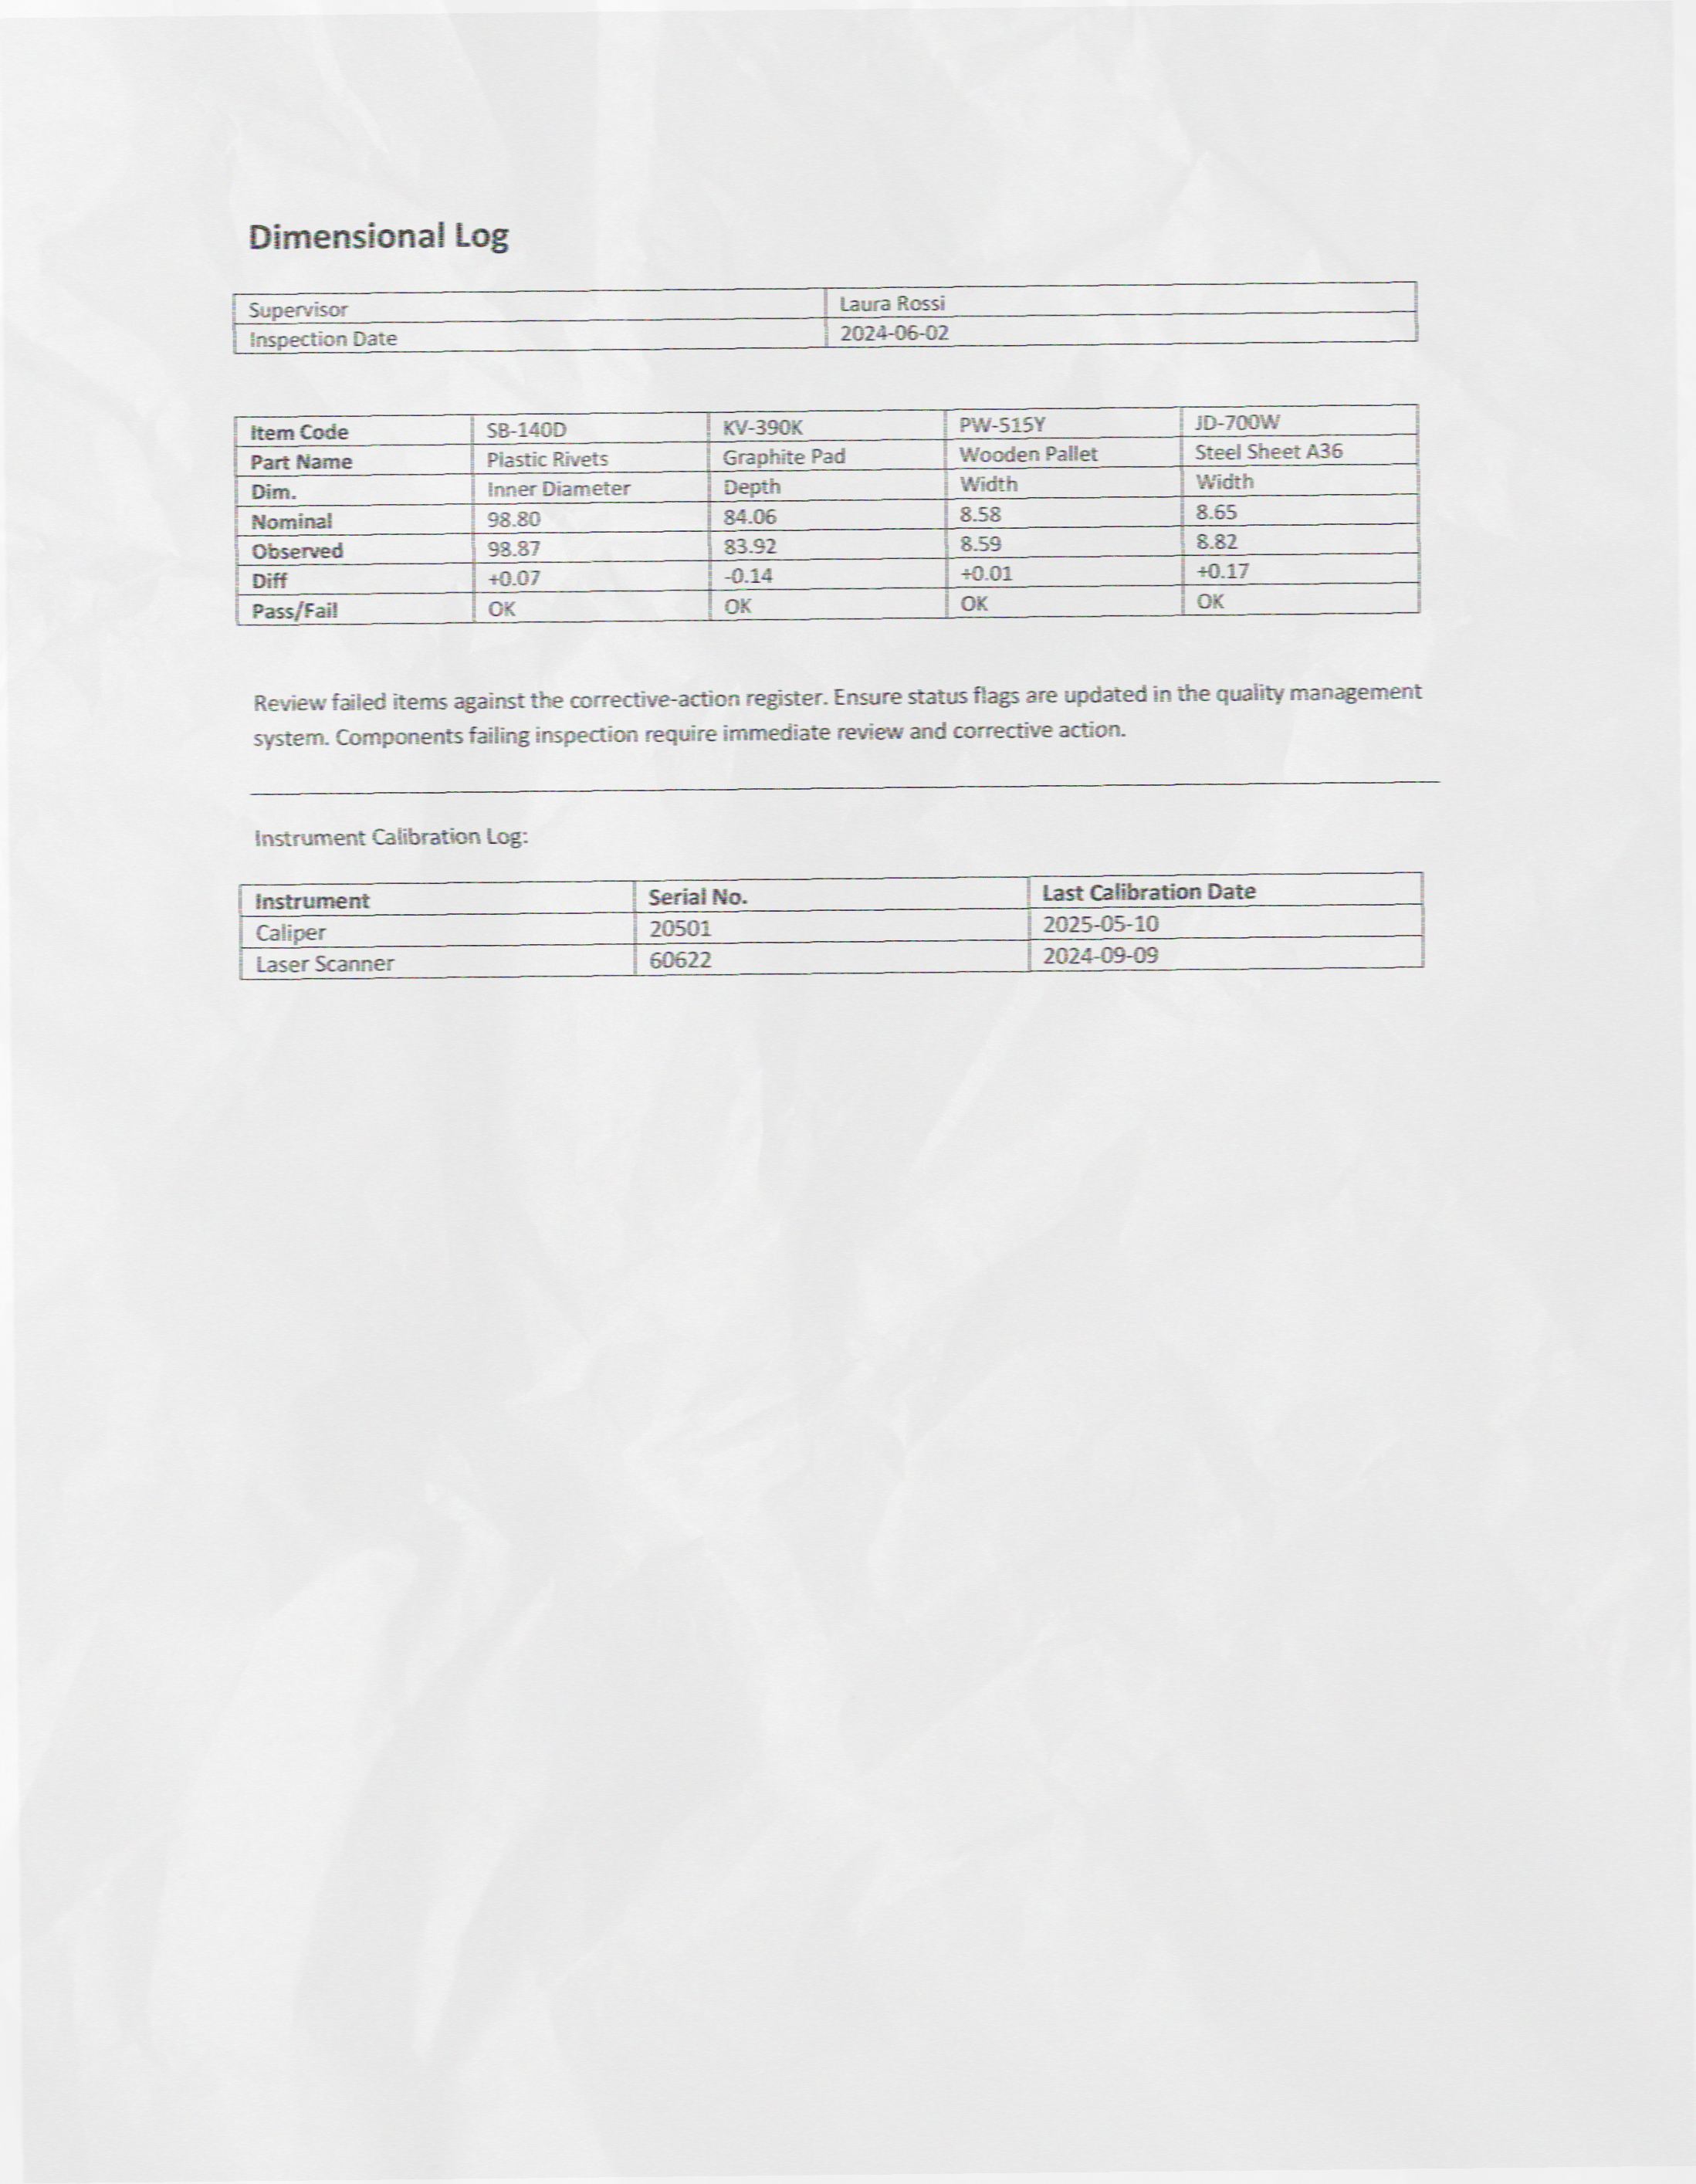 Dimensional Log
Supervisor Laura Rossi
Inspection Date 2024-06-02
Item Code SB-140D KV-390K PW-515Y JD-700W
Part Name Plastic Rivets Graphite Pad Wooden Pallet Steel Sheet A36
Dim. Inner Diameter Depth Width Width
Nominal 98.80 84.06 8.58 8.65
Observed 98.87 83.92 8.59 8.82
Diff +0.07 -0.14 +0.01 +0.17
Pass/Fail OK OK OK OK
Review failed items against the corrective-action register. Ensure status flags are updated in the quality management
system. Components failing inspection require immediate review and corrective action.
Instrument Calibration Log:
Instrument Serial No. Last Calibration Date
Caliper 20501 2025-05-10
Laser Scanner 60622 2024-09-09